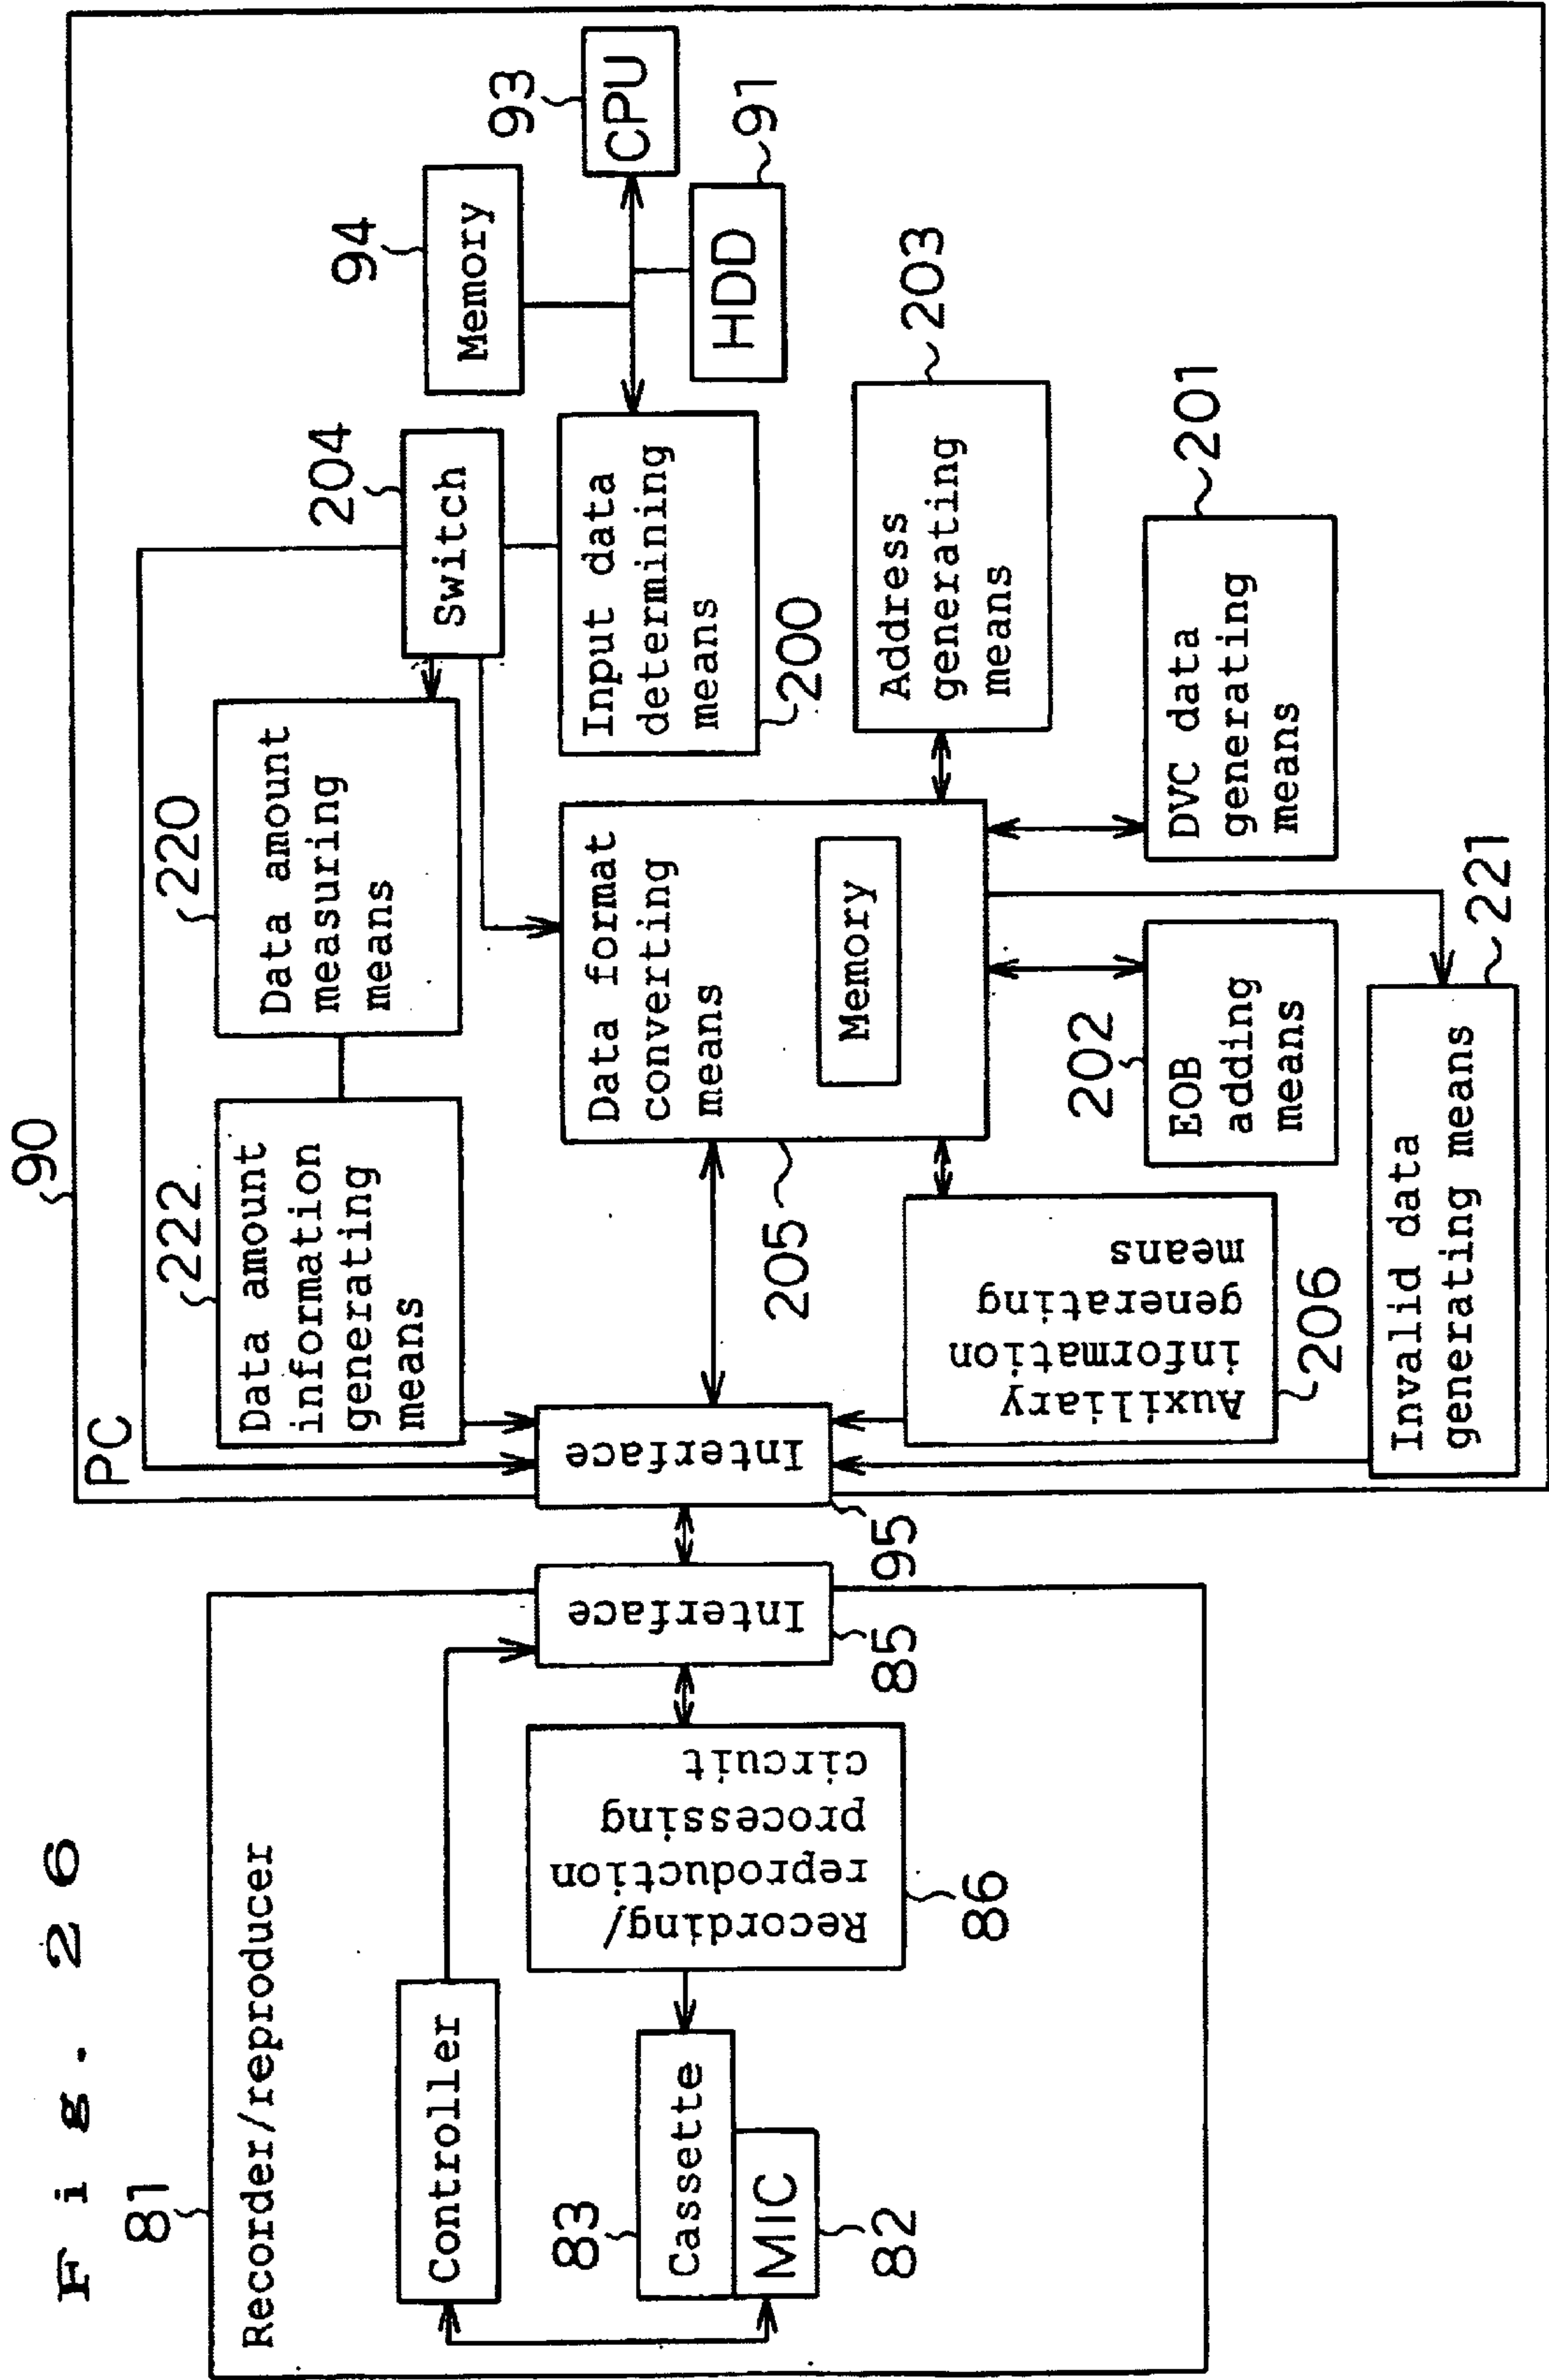 Fig. 26
81
Recorder/reproducer
Controller
83
Cassette
MIC
82
Recording/
reproduction
processing
circuit
86
Interface
85
90
PC
Interface
95
222
Data amount
information
generating
means
220
Data amount
measuring
means
204
Switch
94
Memory
93
CPU
HDD
91
Input data
determining
means
200
Data format
converting
means
Memory
205
Address
generating
means
203
DVC data
generating
means
201
202
EOB
adding
means
Auxiliary
information
generating
means
206
Invalid data
generating means
221